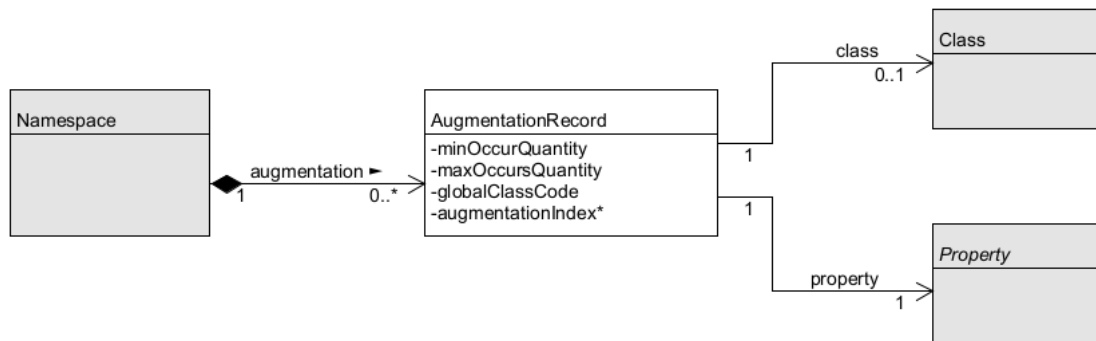 Namespace
augmentation ►
1
0..*
AugmentationRecord
-minOccurQuantity
-maxOccursQuantity
-globalClassCode
-augmentationIndex*
class
1
0..1
Class
property
1
1
Property